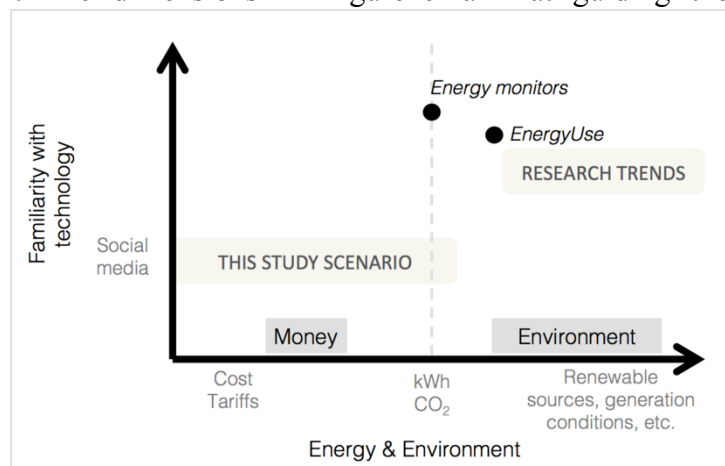 Energy monitors
EnergyUse
RESEARCH TRENDS
Familiarity with
technology
Social
media
THIS STUDY SCENARIO
Money
Environment
Cost
Tariffs
kWh
CO₂
Renewable
sources, generation
conditions, etc.
Energy & Environment